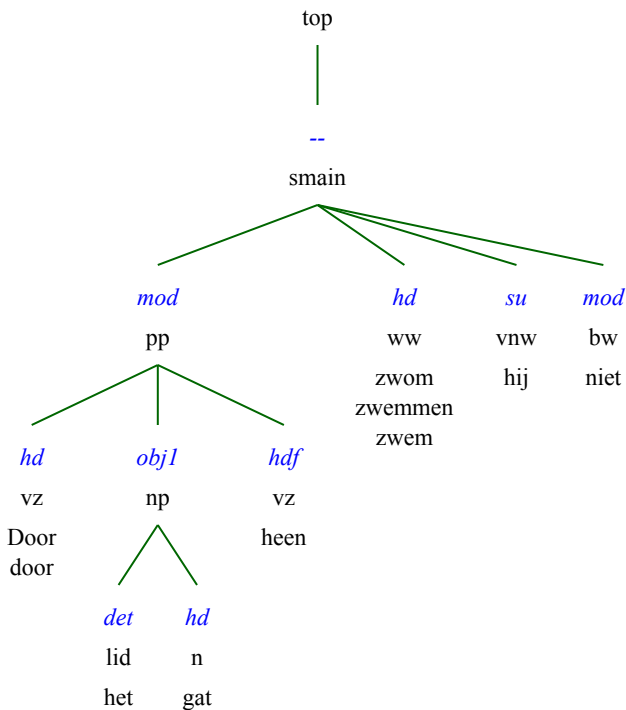 top
--
smain
mod hd su mod
pp ww vnw bw
zwom hij niet
zwemmen
zwem
hd obj1 hdf
vz np vz
Door heen
door
det hd
lid n
het gat